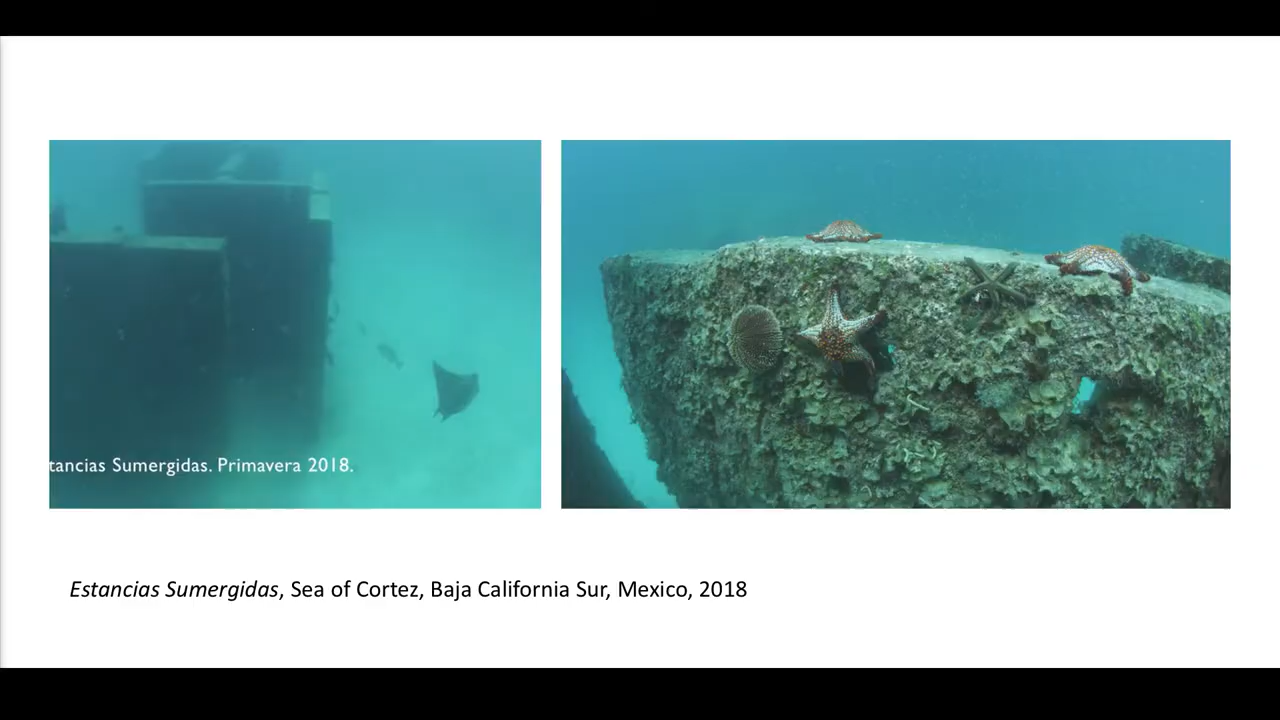 tancias Sumergidas. Primavera 2018.
Estancias Sumergidas, Sea of Cortez, Baja California Sur, Mexico, 2018